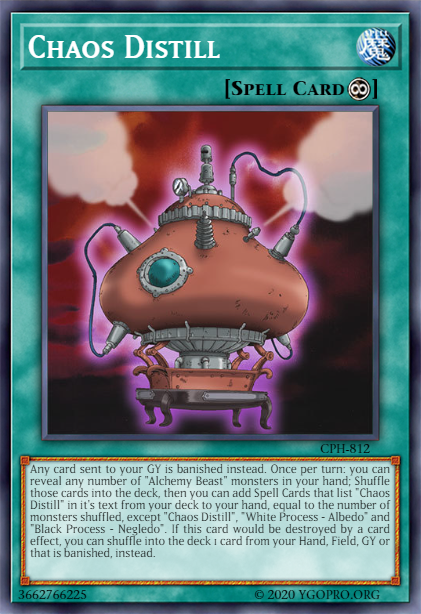 Chaos Distill
魔
[Spell Card]
CPH-812
Any card sent to your GY is banished instead. Once per turn: you can
reveal any number of "Alchemy Beast" monsters in your hand; Shuffle
those cards into the deck, then you can add Spell Cards that list "Chaos
Distill" in it's text from your deck to your hand, equal to the number of
monsters shuffled, except "Chaos Distill", "White Process - Albedo" and
"Black Process - Negledo". If this card would be destroyed by a card
effect, you can shuffle into the deck 1 card from your Hand, Field, GY or
that is banished, instead.
3662766225
© 2020 YGOPRO.ORG